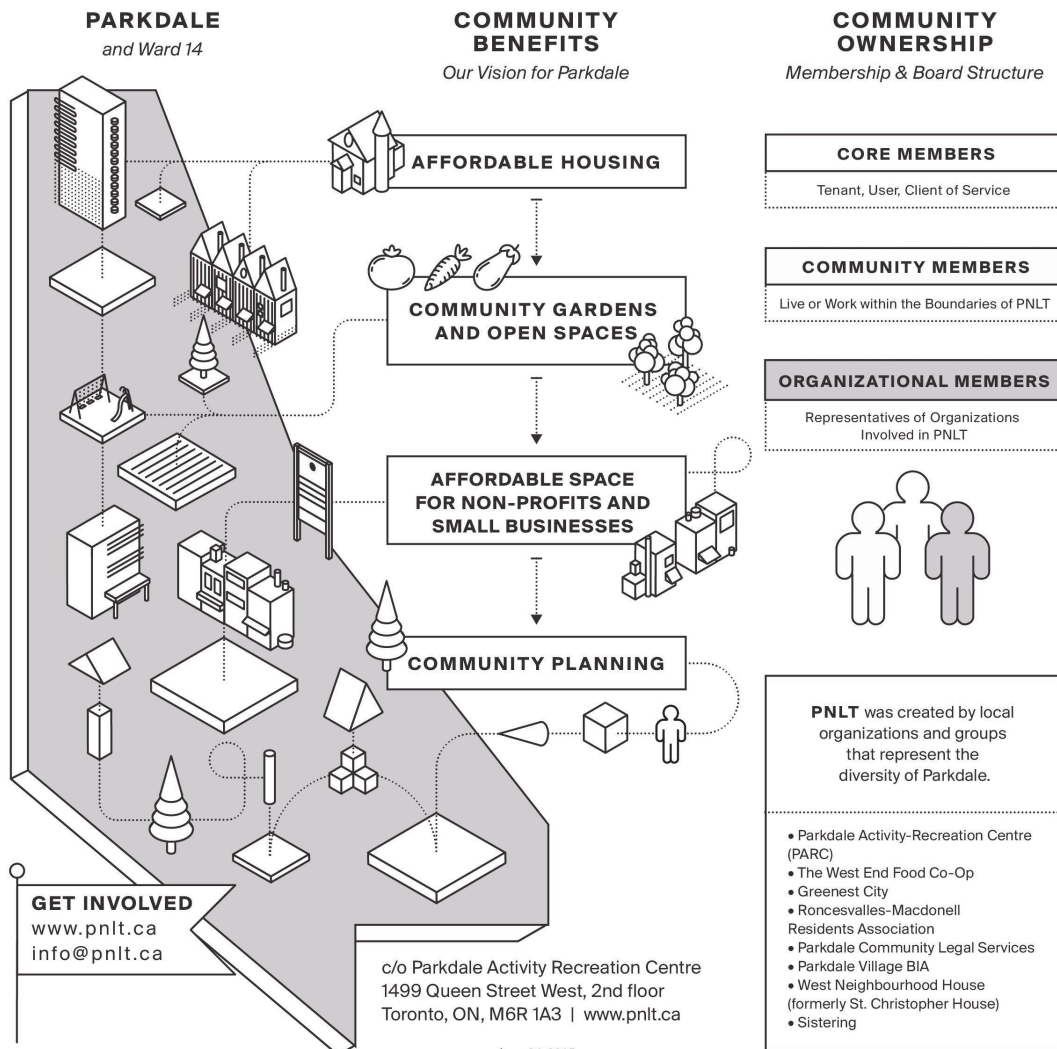 PARKDALE
and Ward 14
COMMUNITY
BENEFITS
Our Vision for Parkdale
COMMUNITY
OWNERSHIP
Membership & Board Structure
AFFORDABLE HOUSING
COMMUNITY GARDENS
AND OPEN SPACES
AFFORDABLE SPACE
FOR NON-PROFITS AND
SMALL BUSINESSES
COMMUNITY PLANNING
CORE MEMBERS
Tenant, User, Client of Service
COMMUNITY MEMBERS
Live or Work within the Boundaries of PNLT
ORGANIZATIONAL MEMBERS
Representatives of Organizations
Involved in PNLT
PNLT was created by local
organizations and groups
that represent the
diversity of Parkdale.
• Parkdale Activity-Recreation Centre
(PARC)
• The West End Food Co-Op
• Greenest City
• Roncesvalles-Macdonell
Residents Association
• Parkdale Community Legal Services
• Parkdale Village BIA
• West Neighbourhood House
(formerly St. Christopher House)
• Sistering
GET INVOLVED
www.pnlt.ca
info@pnlt.ca
c/o Parkdale Activity Recreation Centre
1499 Queen Street West, 2nd floor
Toronto, ON, M6R 1A3 | www.pnlt.ca